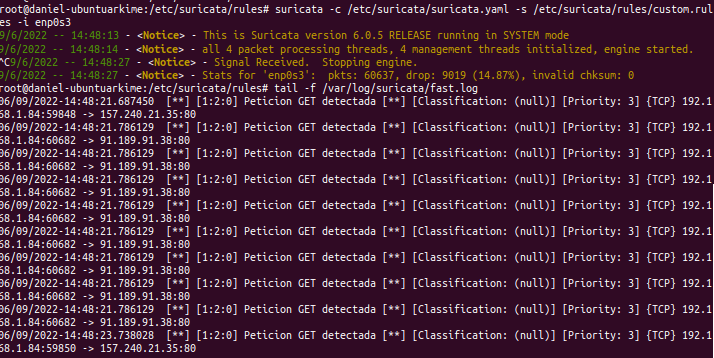 root@daniel-ubuntuarkime:/etc/suricata/rules# suricata -c /etc/suricata/suricata.yaml -s /etc/suricata/rules/custom.rul
es -i enp0s3
9/6/2022 -- 14:48:13 - <Notice> - This is Suricata version 6.0.5 RELEASE running in SYSTEM mode
9/6/2022 -- 14:48:14 - <Notice> - all 4 packet processing threads, 4 management threads initialized, engine started.
^C9/6/2022 -- 14:48:27 - <Notice> - Signal Received.  Stopping engine.
9/6/2022 -- 14:48:27 - <Notice> - Stats for 'enp0s3':  pkts: 60637, drop: 9019 (14.87%), invalid chksum: 0
root@daniel-ubuntuarkime:/etc/suricata/rules# tail -f /var/log/suricata/fast.log
06/09/2022-14:48:21.687450  [**] [1:2:0] Peticion GET detectada [**] [Classification: (null)] [Priority: 3] {TCP} 192.1
68.1.84:59848 -> 157.240.21.35:80
06/09/2022-14:48:21.786129  [**] [1:2:0] Peticion GET detectada [**] [Classification: (null)] [Priority: 3] {TCP} 192.1
68.1.84:60682 -> 91.189.91.38:80
06/09/2022-14:48:21.786129  [**] [1:2:0] Peticion GET detectada [**] [Classification: (null)] [Priority: 3] {TCP} 192.1
68.1.84:60682 -> 91.189.91.38:80
06/09/2022-14:48:21.786129  [**] [1:2:0] Peticion GET detectada [**] [Classification: (null)] [Priority: 3] {TCP} 192.1
68.1.84:60682 -> 91.189.91.38:80
06/09/2022-14:48:21.786129  [**] [1:2:0] Peticion GET detectada [**] [Classification: (null)] [Priority: 3] {TCP} 192.1
68.1.84:60682 -> 91.189.91.38:80
06/09/2022-14:48:21.786129  [**] [1:2:0] Peticion GET detectada [**] [Classification: (null)] [Priority: 3] {TCP} 192.1
68.1.84:60682 -> 91.189.91.38:80
06/09/2022-14:48:21.786129  [**] [1:2:0] Peticion GET detectada [**] [Classification: (null)] [Priority: 3] {TCP} 192.1
68.1.84:60682 -> 91.189.91.38:80
06/09/2022-14:48:21.786129  [**] [1:2:0] Peticion GET detectada [**] [Classification: (null)] [Priority: 3] {TCP} 192.1
68.1.84:60682 -> 91.189.91.38:80
06/09/2022-14:48:21.786129  [**] [1:2:0] Peticion GET detectada [**] [Classification: (null)] [Priority: 3] {TCP} 192.1
68.1.84:60682 -> 91.189.91.38:80
06/09/2022-14:48:23.738028  [**] [1:2:0] Peticion GET detectada [**] [Classification: (null)] [Priority: 3] {TCP} 192.1
68.1.84:59850 -> 157.240.21.35:80